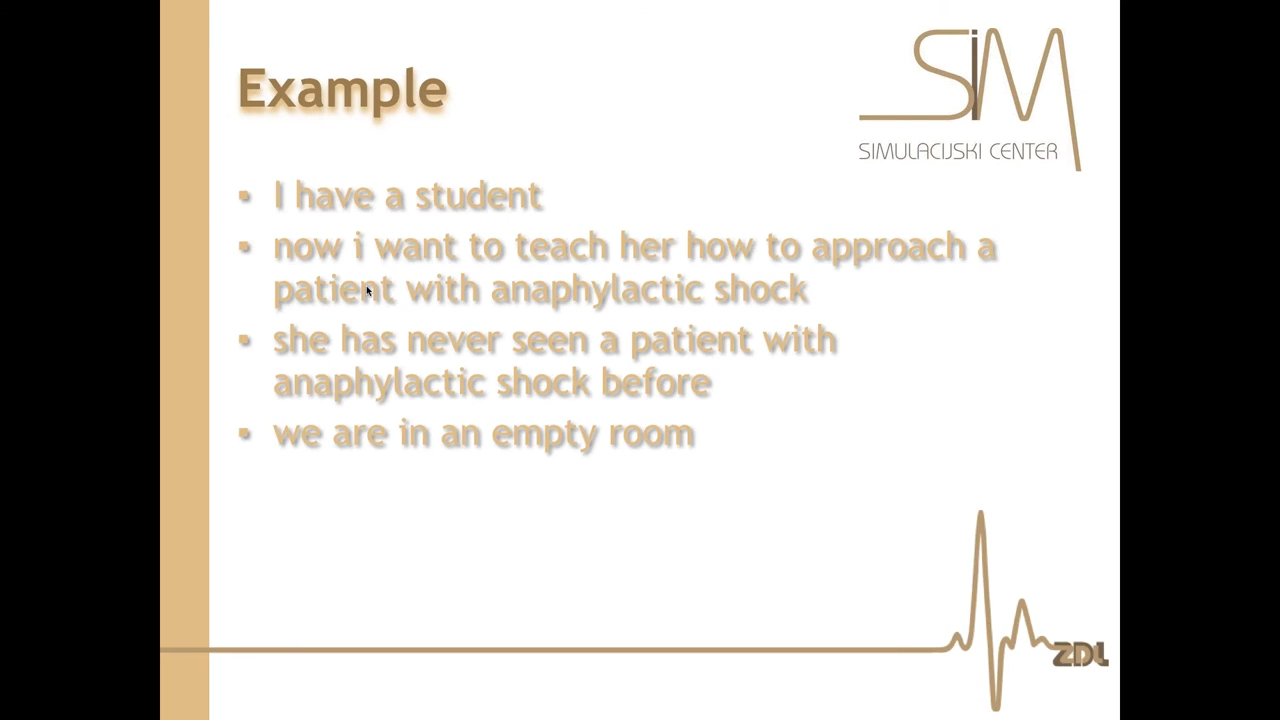 SiM
SIMULACIJSKI CENTER
Example
▪ I have a student
▪ now i want to teach her how to approach a
patient with anaphylactic shock
▪ she has never seen a patient with
anaphylactic shock before
▪ we are in an empty room
ZDL